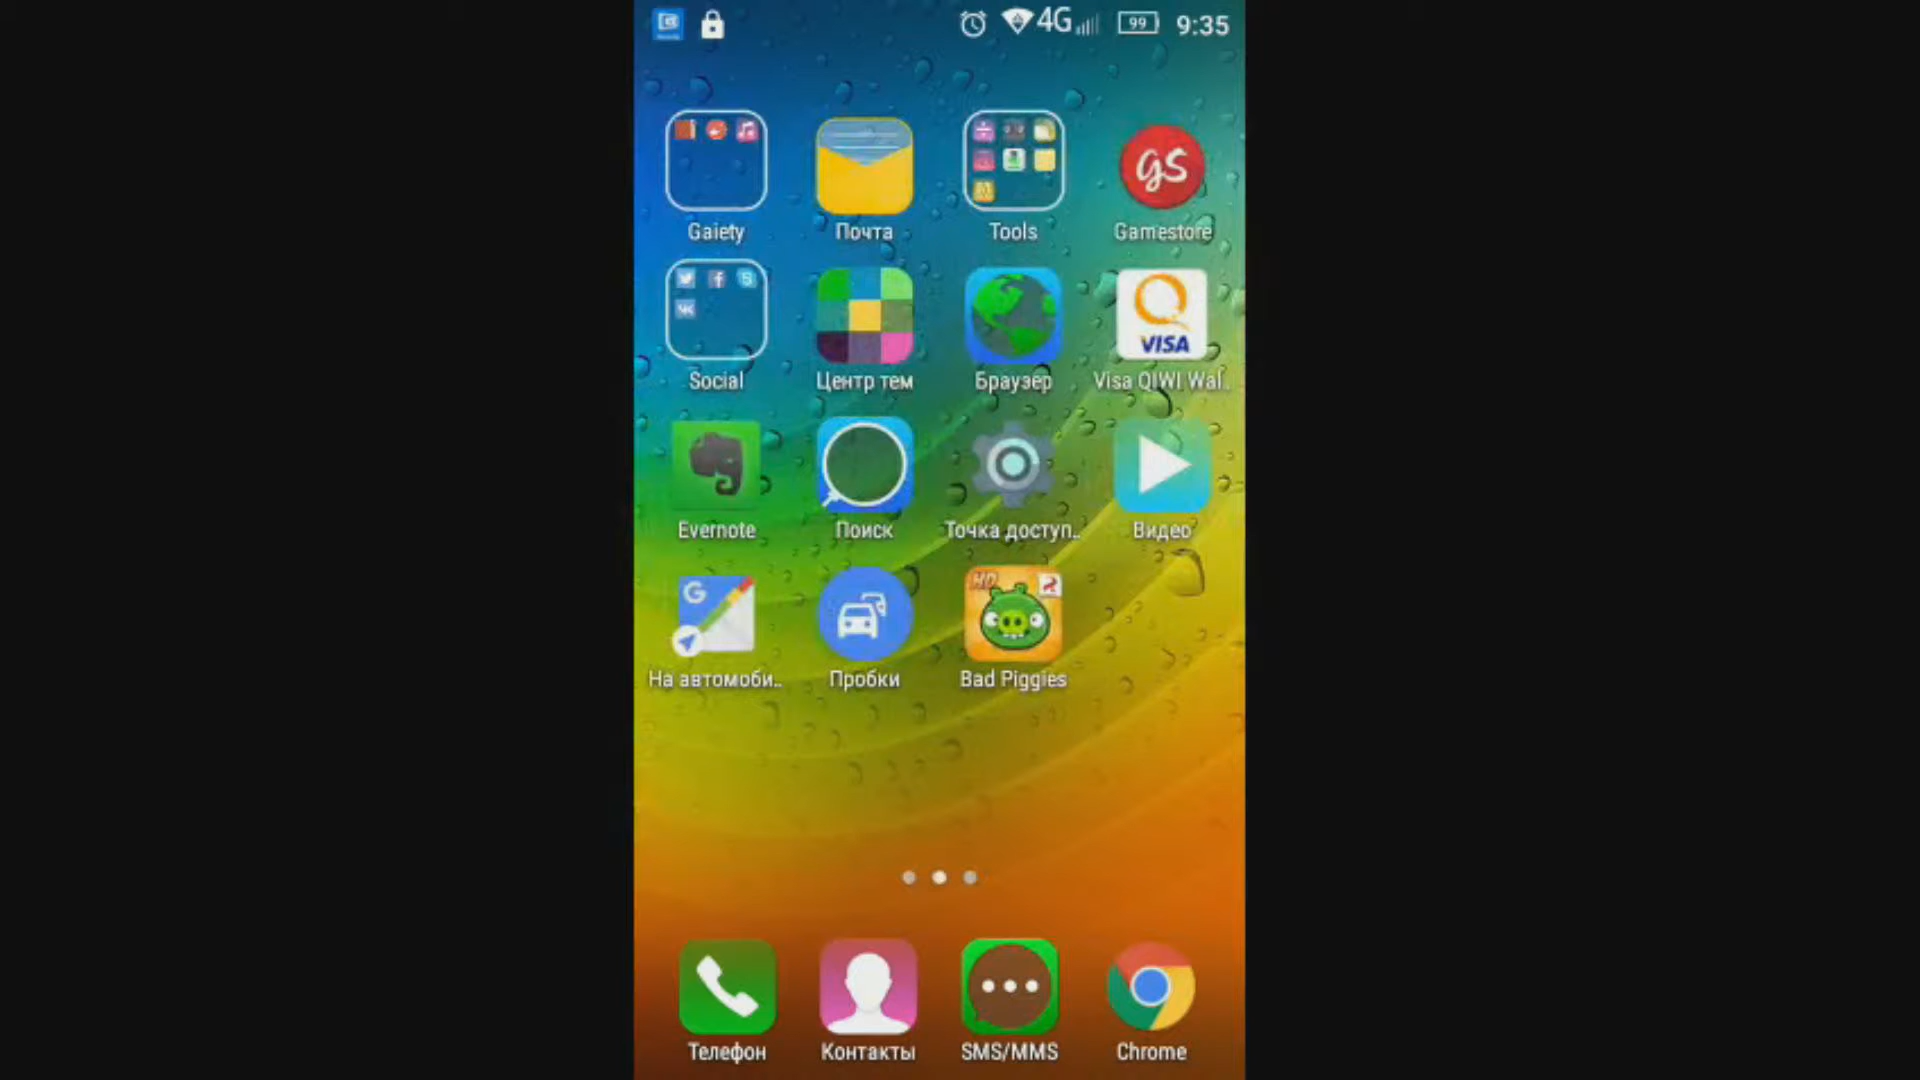 4G 99 9:35
Gaiety Почта Tools Gamestore
gs
VISA
Social Центр тем Браузер Visa QIWI Wal..
Evernote Поиск Точка доступ.. Видео
G HD
На автомоби.. Пробки Bad Piggies
Телефон Контакты SMS/MMS Chrome